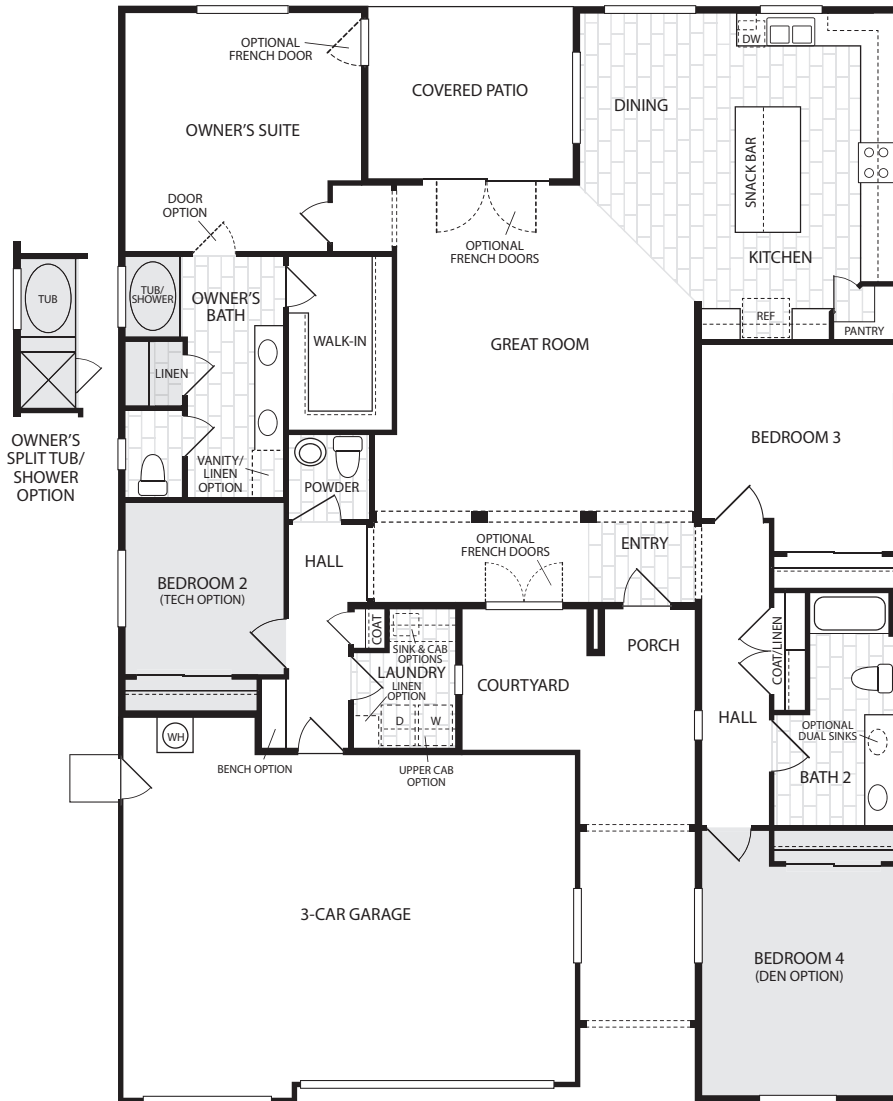 OPTIONAL
FRENCH DOOR
COVERED PATIO
DW
DINING
OWNER'S SUITE
SNACK BAR
DOOR
OPTION
OPTIONAL
FRENCH DOORS
KITCHEN
TUB
TUB/
SHOWER
OWNER'S
BATH
WALK-IN
GREAT ROOM
REF
PANTRY
LINEN
OWNER'S
SPLIT TUB/
SHOWER
OPTION
BEDROOM 3
VANITY/
LINEN
OPTION
POWDER
HALL
OPTIONAL
FRENCH DOORS
ENTRY
BEDROOM 2
(TECH OPTION)
COAT
SINK & CAB
OPTIONS
LAUNDRY
LINEN
OPTION
D
W
COURTYARD
PORCH
COAT/LINEN
HALL
OPTIONAL
DUAL SINKS
BATH 2
WH
BENCH OPTION
UPPER CAB
OPTION
3-CAR GARAGE
BEDROOM 4
(DEN OPTION)